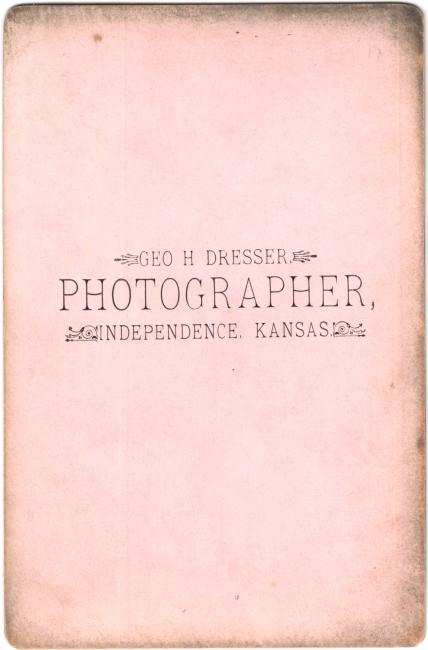 GEO H DRESSER.
PHOTOGRAPHER,
INDEPENDENCE, KANSAS.